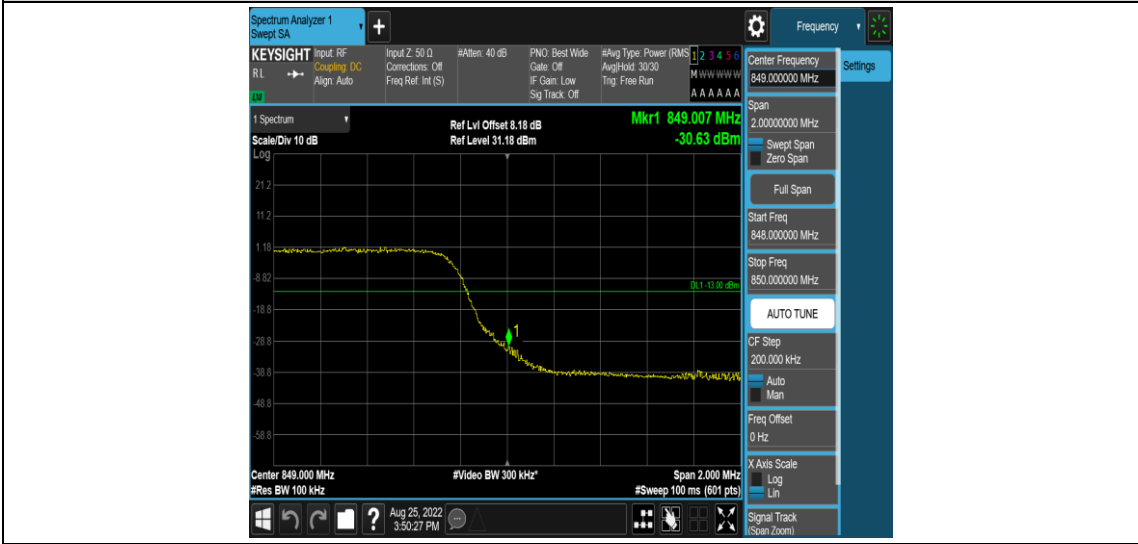 Spectrum Analyzer 1
Swept SA
+
Frequency
KEYSIGHT
RL
Input: RF
Coupling: DC
Align: Auto
Input Z: 50 Ω
Corrections: Off
Freq Ref: Int (S)
#Atten: 40 dB
PNO: Best Wide
Gate: Off
IF Gain: Low
Sig Track: Off
#Avg Type: Power (RMS
Avg|Hold: 30/30
Trig: Free Run
1 2 3 4 5 6
M W W W W W
A A A A A A
1 Spectrum
Scale/Div 10 dB
Log
Ref Lvl Offset 8.18 dB
Ref Level 31.18 dBm
Mkr1 849.007 MHz
-30.63 dBm
21.2
11.2
1.18
-8.82
-18.8
-28.8
-38.8
-48.8
-58.8
DL1 -13.00 dBm
1
Center 849.000 MHz
#Res BW 100 kHz
#Video BW 300 kHz*
Span 2.000 MHz
#Sweep 100 ms (601 pts)
?
Aug 25, 2022
3:50:27 PM
Center Frequency
849.000000 MHz
Settings
Span
2.00000000 MHz
Swept Span
Zero Span
Full Span
Start Freq
848.000000 MHz
Stop Freq
850.000000 MHz
AUTO TUNE
CF Step
200.000 kHz
Auto
Man
Freq Offset
0 Hz
X Axis Scale
Log
Lin
Signal Track
(Span Zoom)